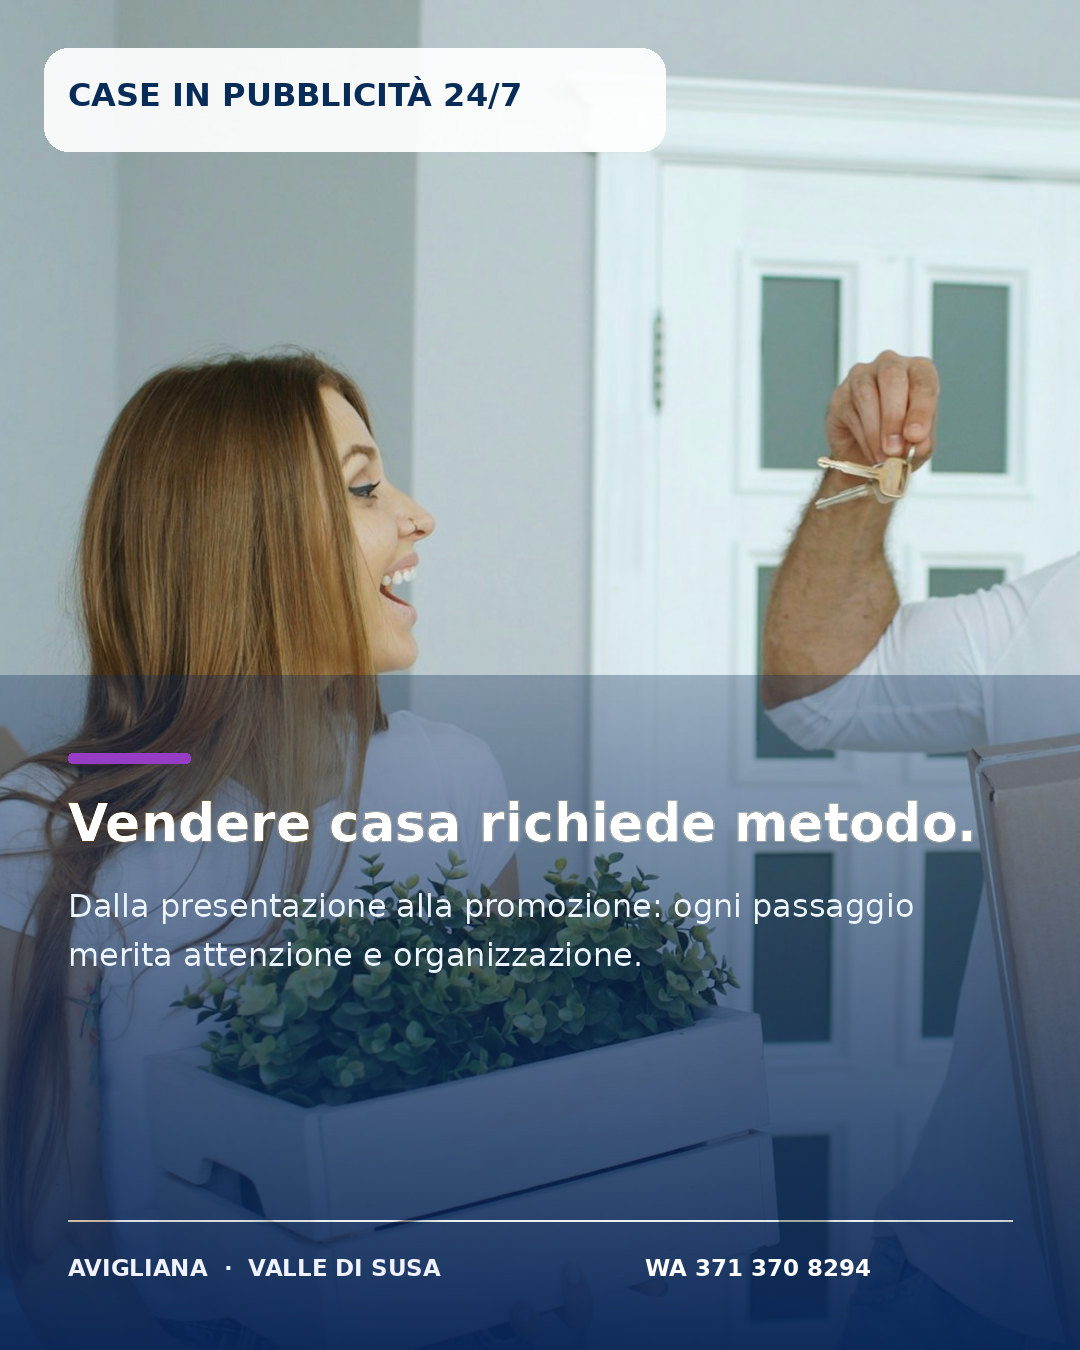 CASE IN PUBBLICITÀ 24/7
Vendere casa richiede metodo.
Dalla presentazione alla promozione: ogni passaggio
merita attenzione e organizzazione.
AVIGLIANA · VALLE DI SUSA
WA 371 370 8294